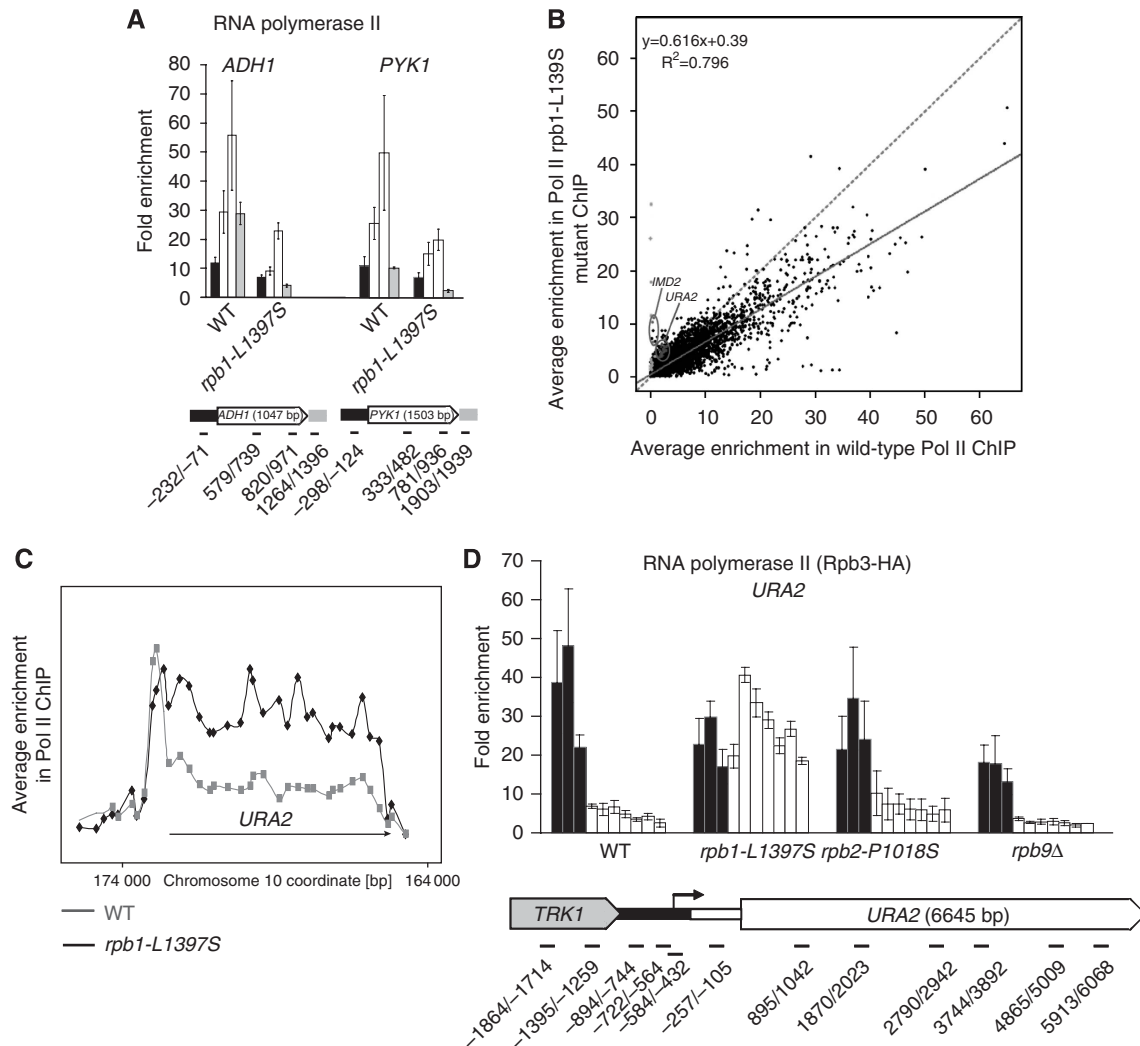 A
RNA polymerase II
ADH1
PYK1
Fold enrichment
80
70
60
50
40
30
20
10
0
WT
rpb1-L1397S
WT
rpb1-L1397S
ADH1 (1047 bp)
PYK1 (1503 bp)
–232/–71
579/739
820/971
1264/1396
–298/–124
333/482
781/936
1903/1939
B
y=0.616x+0.39
R2=0.796
Average enrichment in Pol II rpb1-L139S
mutant ChIP
60
50
40
30
20
10
0
IMD2
URA2
0
10
20
30
40
50
60
Average enrichment in wild-type Pol II ChIP
C
Average enrichment
in Pol II ChIP
URA2
174 000
Chromosome 10 coordinate [bp]
164 000
WT
rpb1-L1397S
D
RNA polymerase II (Rpb3-HA)
URA2
Fold enrichment
70
60
50
40
30
20
10
0
WT
rpb1-L1397S
rpb2-P1018S
rpb9Δ
TRK1
URA2 (6645 bp)
–1864/–1714
–1395/–1259
–894/–744
–722/–564
–584/–432
–257/–105
895/1042
1870/2023
2790/2942
3744/3892
4865/5009
5913/6068